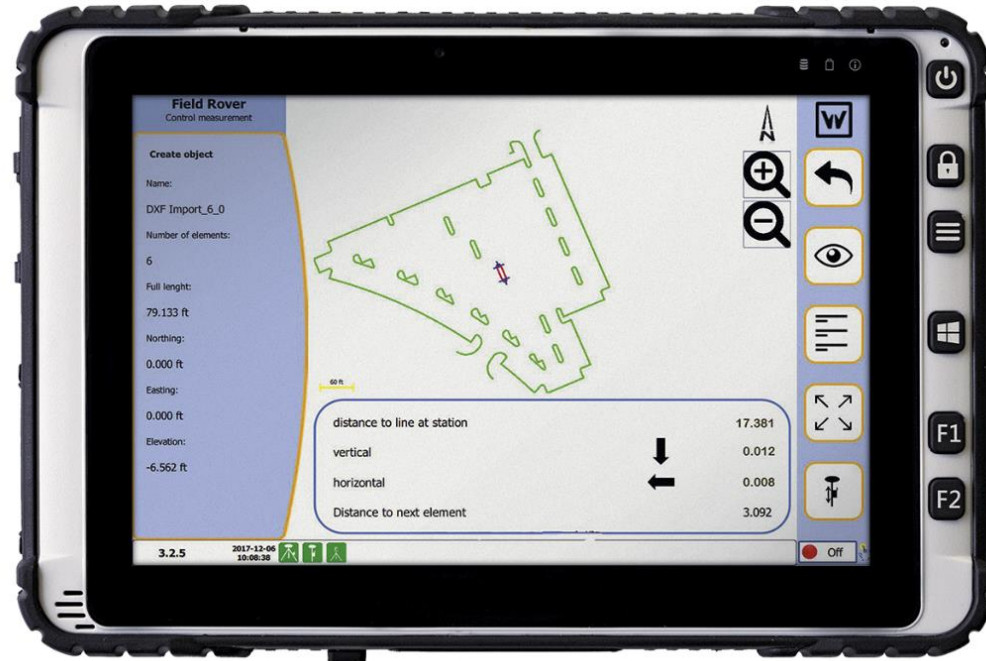 Field Rover
Control measurement
Create object
Name:
DXF Import_6_0
Number of elements:
6
Full lenght:
79.133 ft
Northing:
0.000 ft
Easting:
0.000 ft
Elevation:
-6.562 ft
N
W
60 ft
distance to line at station 17.381
vertical 0.012
horizontal 0.008
Distance to next element 3.092
3.2.5
2017-12-06
10:08:38
Off
F1
F2